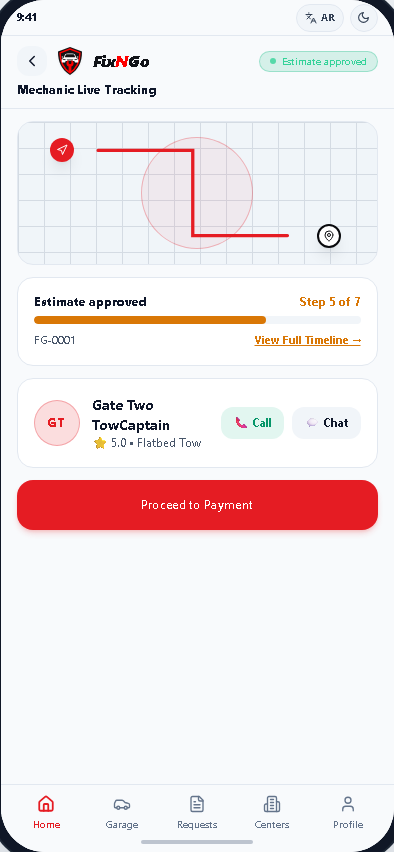 9:41
AR
FixNGo
Estimate approved
Mechanic Live Tracking
Estimate approved
Step 5 of 7
FG-0001
View Full Timeline →
GT
Gate Two
TowCaptain
⭐ 5.0 • Flatbed Tow
📞 Call
💬 Chat
Proceed to Payment
Home
Garage
Requests
Centers
Profile